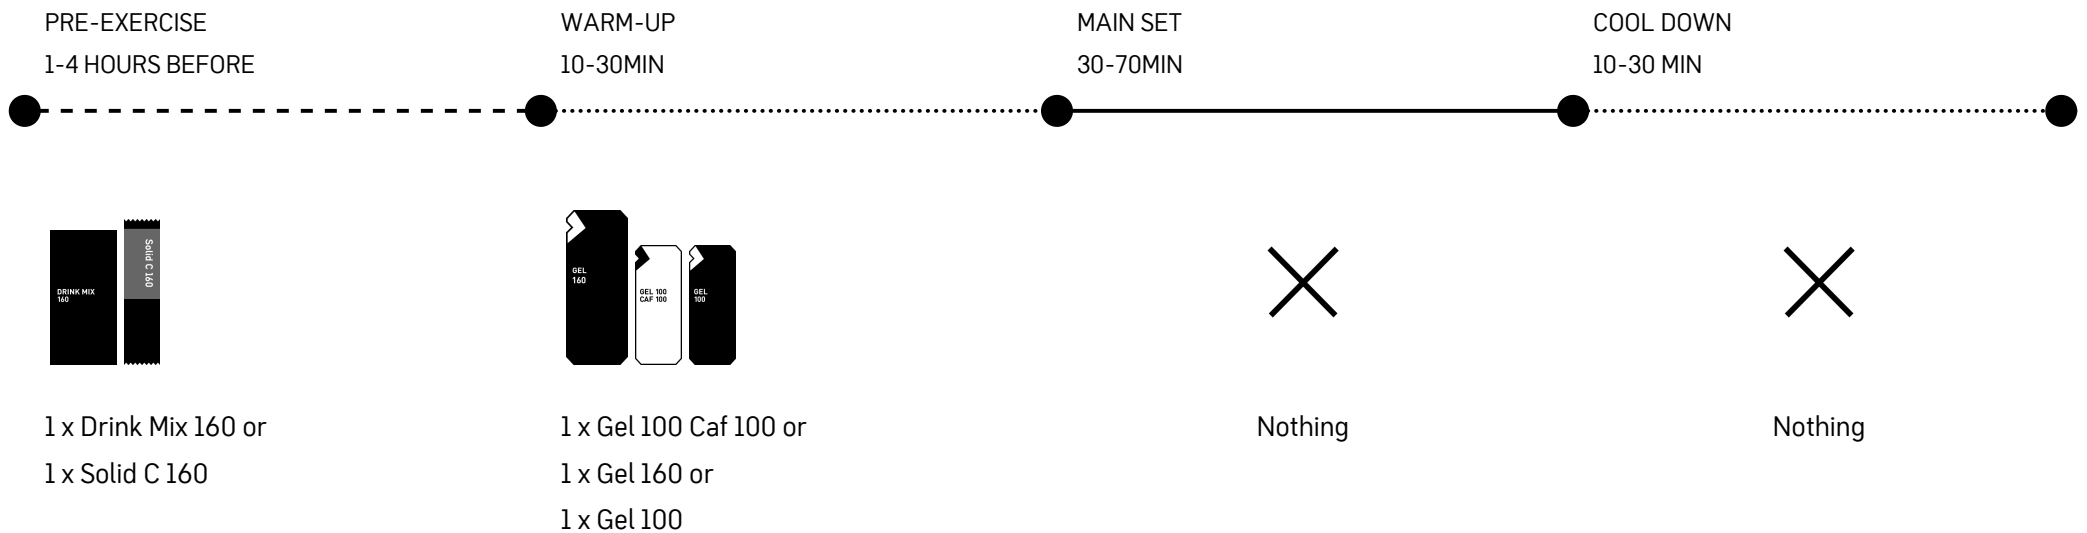 PRE-EXERCISE
1-4 HOURS BEFORE
WARM-UP
10-30MIN
MAIN SET
30-70MIN
COOL DOWN
10-30 MIN
DRINK MIX
160
Solid C 160
GEL
160
GEL 100
CAF 100
GEL
100
1 x Drink Mix 160 or
1 x Solid C 160
1 x Gel 100 Caf 100 or
1 x Gel 160 or
1 x Gel 100
Nothing
Nothing